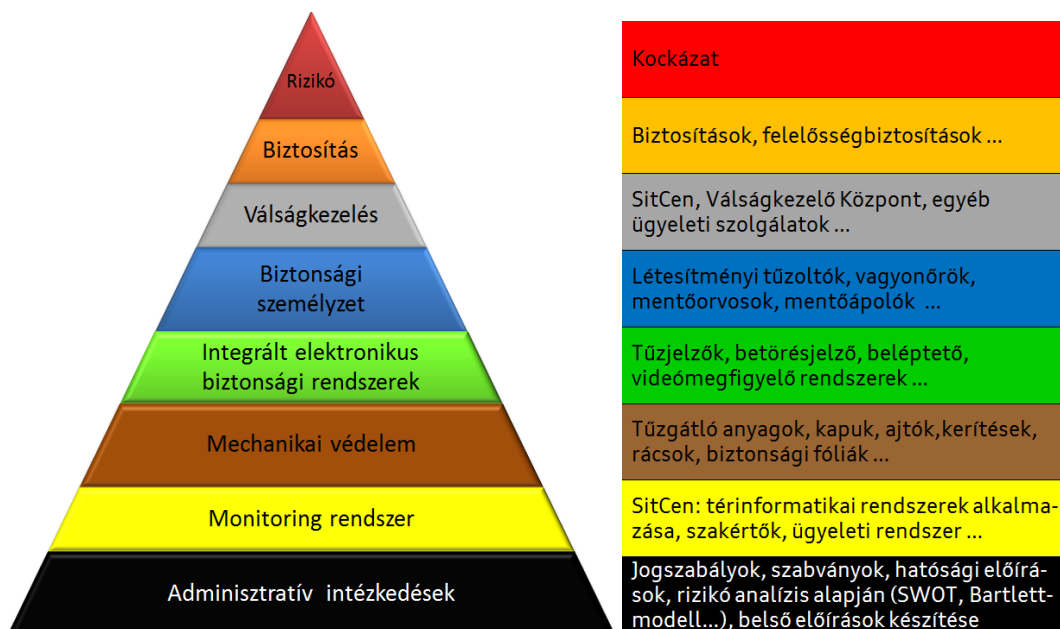 Rizikó
Biztosítás
Válságkezelés
Biztonsági
személyzet
Integrált elektronikus
biztonsági rendszerek
Mechanikai védelem
Monitoring rendszer
Adminisztratív intézkedések
Kockázat
Biztosítások, felelősségbiztosítások ...
SitCen, Válságkezelő Központ, egyéb
ügyeleti szolgálatok ...
Létesítményi tűzoltók, vagyonőrök,
mentőorvosok, mentőápolók ...
Tűzjelzők, betörésjelző, beléptető,
videómegfigyelő rendszerek ...
Tűzgátló anyagok, kapuk, ajtók,kerítések,
rácsok, biztonsági fóliák ...
SitCen: térinformatikai rendszerek alkalma-
zása, szakértők, ügyeleti rendszer ...
Jogszabályok, szabványok, hatósági előírá-
sok, rizikó analízis alapján (SWOT, Bartlett-
modell...), belső előírások készítése